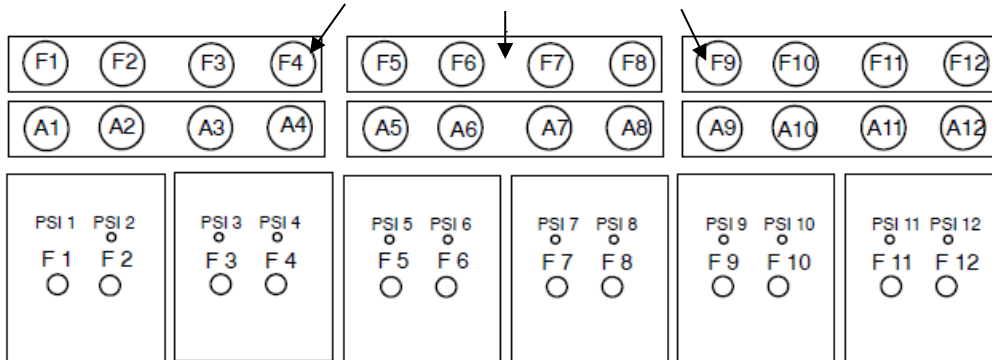 F1 F2 F3 F4 F5 F6 F7 F8 F9 F10 F11 F12
A1 A2 A3 A4 A5 A6 A7 A8 A9 A10 A11 A12
PSI 1 PSI 2 PSI 3 PSI 4 PSI 5 PSI 6 PSI 7 PSI 8 PSI 9 PSI 10 PSI 11 PSI 12
F 1 F 2 F 3 F 4 F 5 F 6 F 7 F 8 F 9 F 10 F 11 F 12